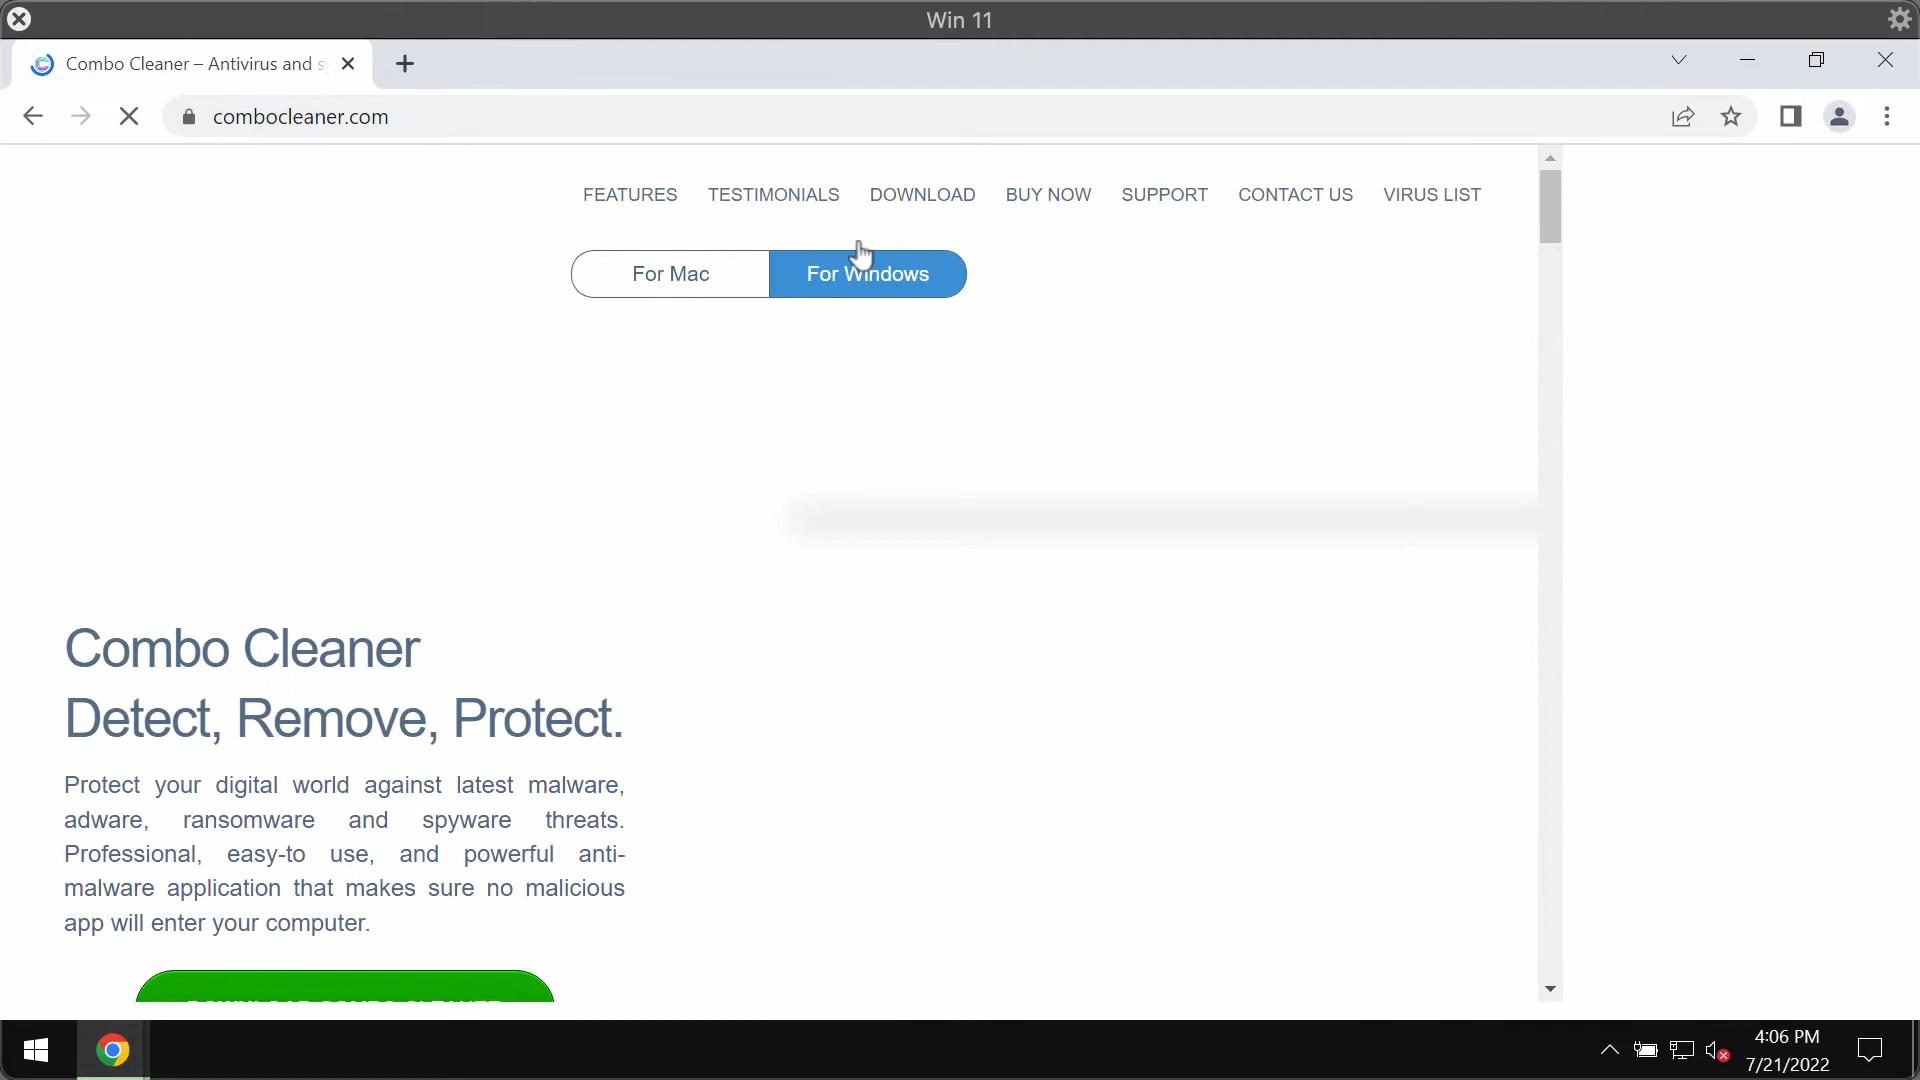 Win 11
Combo Cleaner – Antivirus and s
combocleaner.com
FEATURES TESTIMONIALS DOWNLOAD BUY NOW SUPPORT CONTACT US VIRUS LIST
For Mac For Windows
Combo Cleaner
Detect, Remove, Protect.
Protect your digital world against latest malware,
adware, ransomware and spyware threats.
Professional, easy-to use, and powerful anti-
malware application that makes sure no malicious
app will enter your computer.
4:06 PM
7/21/2022